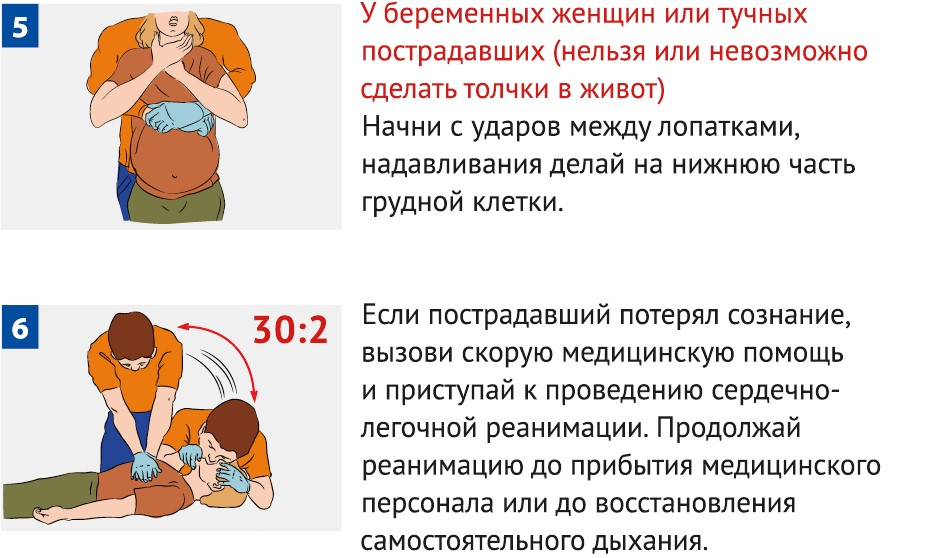 5
У беременных женщин или тучных
пострадавших (нельзя или невозможно
сделать толчки в живот)
Начни с ударов между лопатками,
надавливания делай на нижнюю часть
грудной клетки.
6
30:2
Если пострадавший потерял сознание,
вызови скорую медицинскую помощь
и приступай к проведению сердечно-
легочной реанимации. Продолжай
реанимацию до прибытия медицинского
персонала или до восстановления
самостоятельного дыхания.